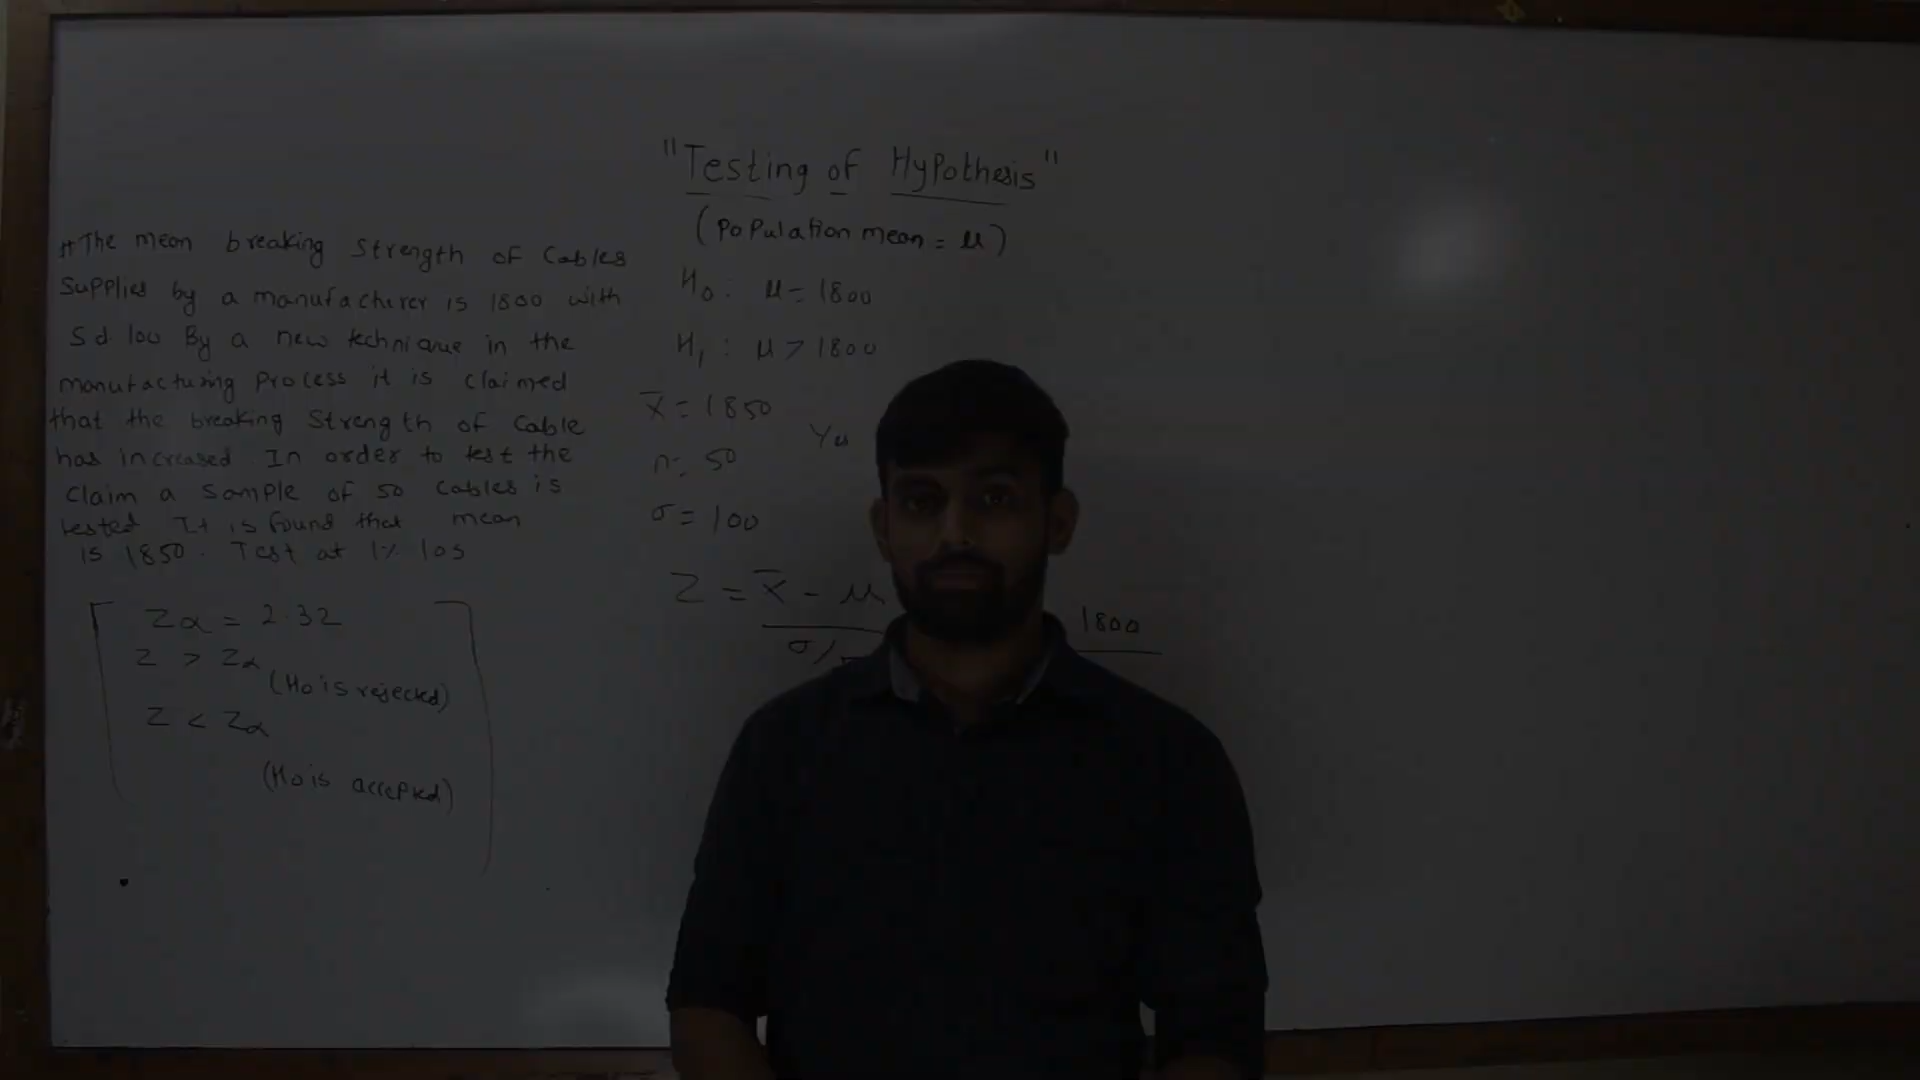 "Testing of Hypothesis"
(Population mean = μ)
# The mean breaking Strength of Cables
Supplied by a manufacturer is 1800 with
Sd 100 By a new technique in the
manufacturing Process it is claimed
that the breaking Strength of Cable
has increased. In order to test the
Claim a Sample of 50 Cables is
tested It is found that mean
is 1850. Test at 1% los
Zα = 2.32
Z > Zα
(H0 is rejected)
Z < Zα
(H0 is accepted)
H0 : μ = 1800
H1 : μ > 1800
x̄ = 1850
n = 50
σ = 100
Z = x̄ - μ
σ/
1800